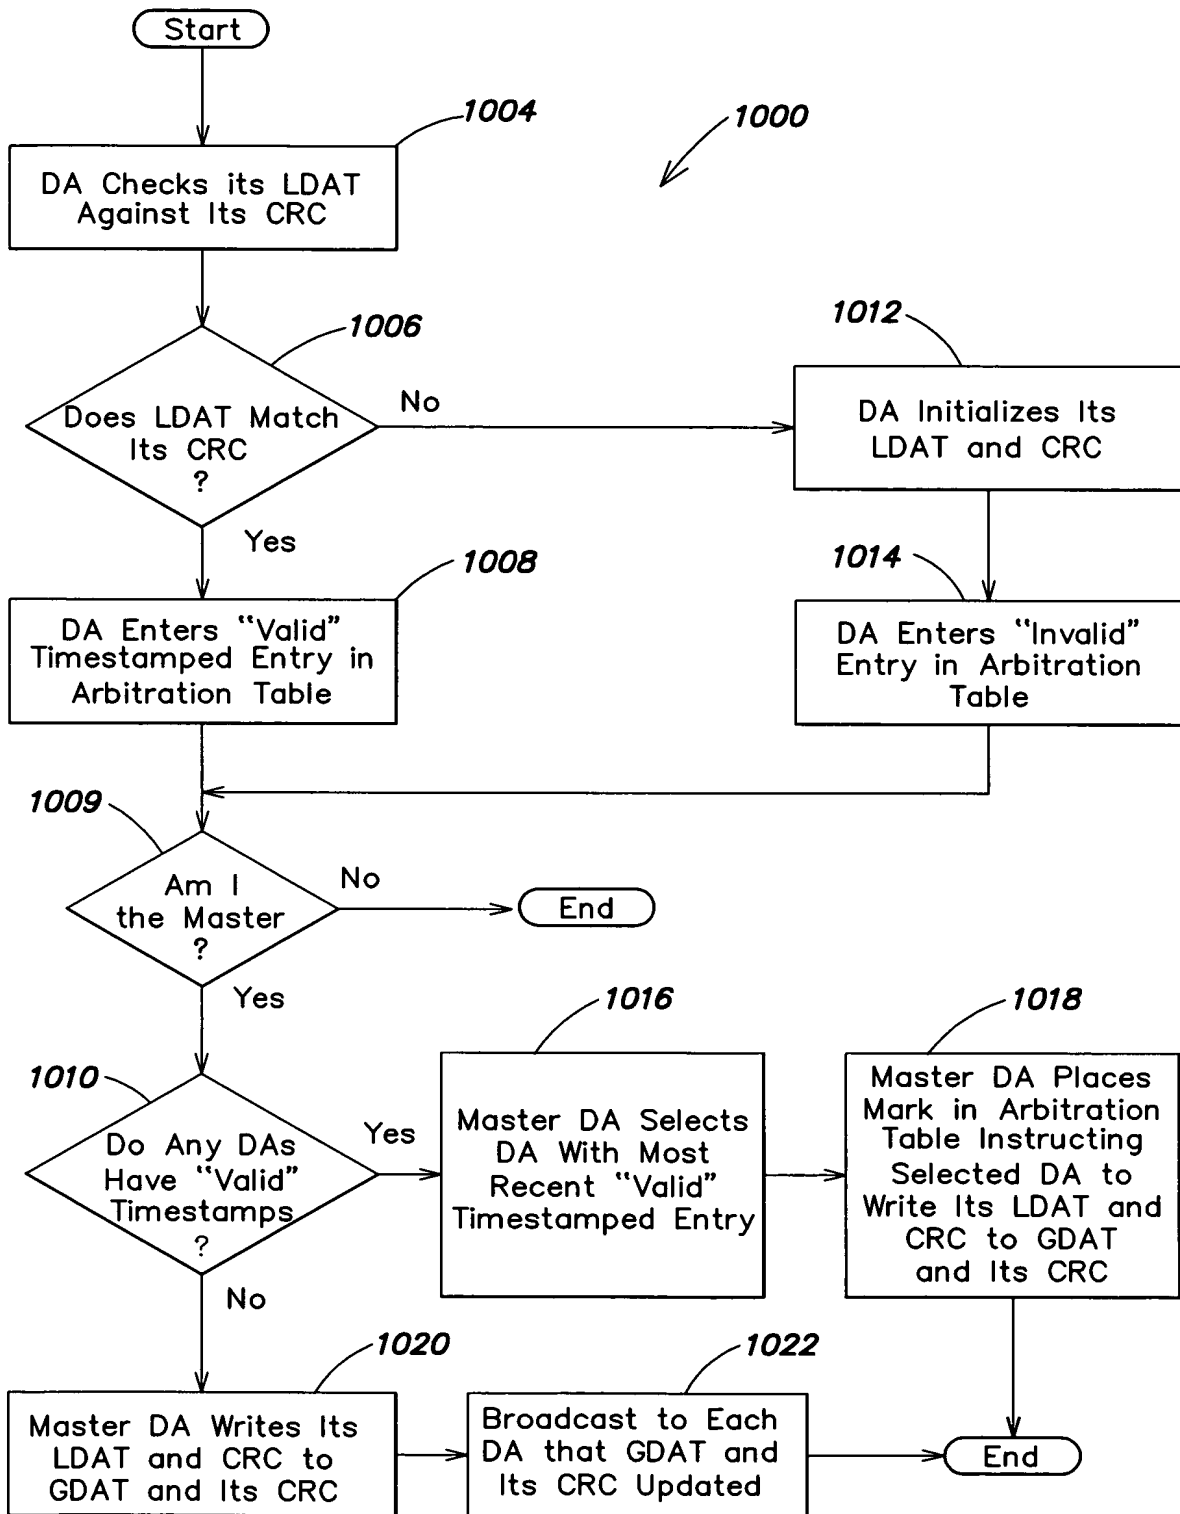 Start
1004
1000
DA Checks its LDAT
Against Its CRC
1006
1012
Does LDAT Match
Its CRC
?
No
Yes
DA Initializes Its
LDAT and CRC
1008
1014
DA Enters "Valid"
Timestamped Entry in
Arbitration Table
DA Enters "Invalid"
Entry in Arbitration
Table
1009
Am I
the Master
?
No
End
Yes
1016
1018
1010
Do Any DAs
Have "Valid"
Timestamps
?
Yes
No
Master DA Selects
DA With Most
Recent "Valid"
Timestamped Entry
Master DA Places
Mark in Arbitration
Table Instructing
Selected DA to
Write Its LDAT and
CRC to GDAT
and Its CRC
1020
1022
Master DA Writes Its
LDAT and CRC to
GDAT and Its CRC
Broadcast to Each
DA that GDAT and
Its CRC Updated
End